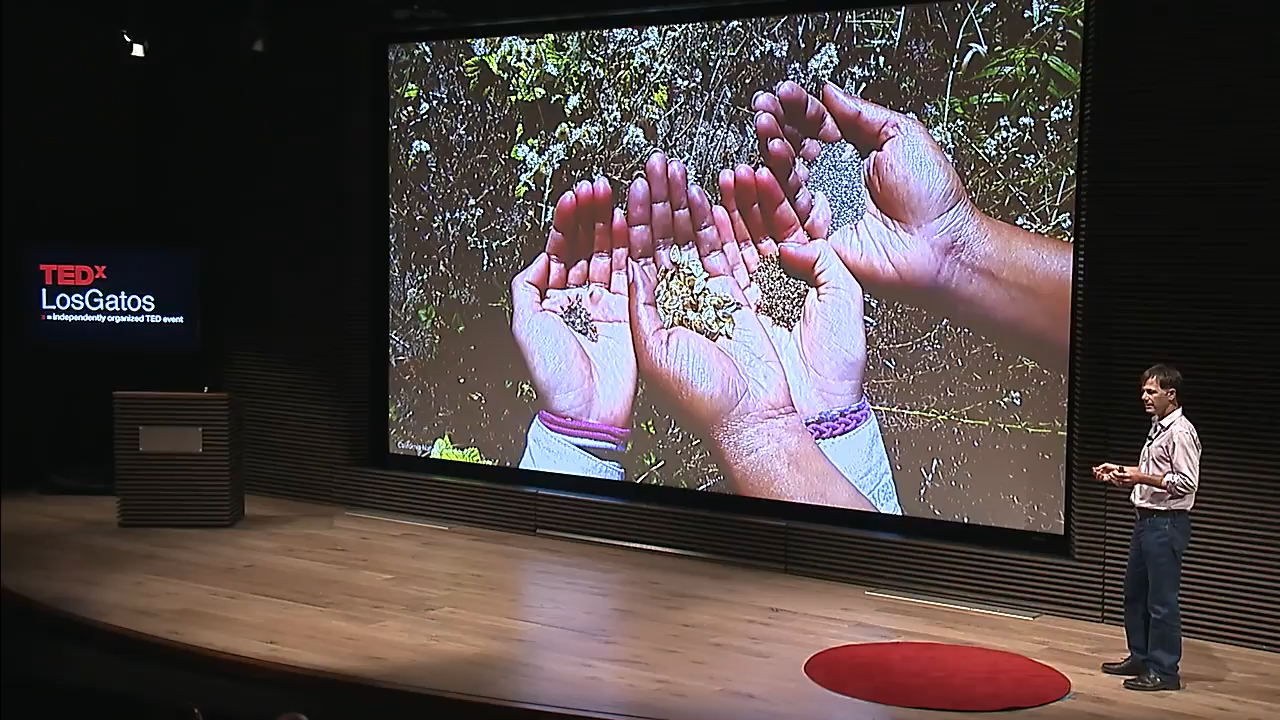 TEDx
LosGatos
x = independently organized TED event